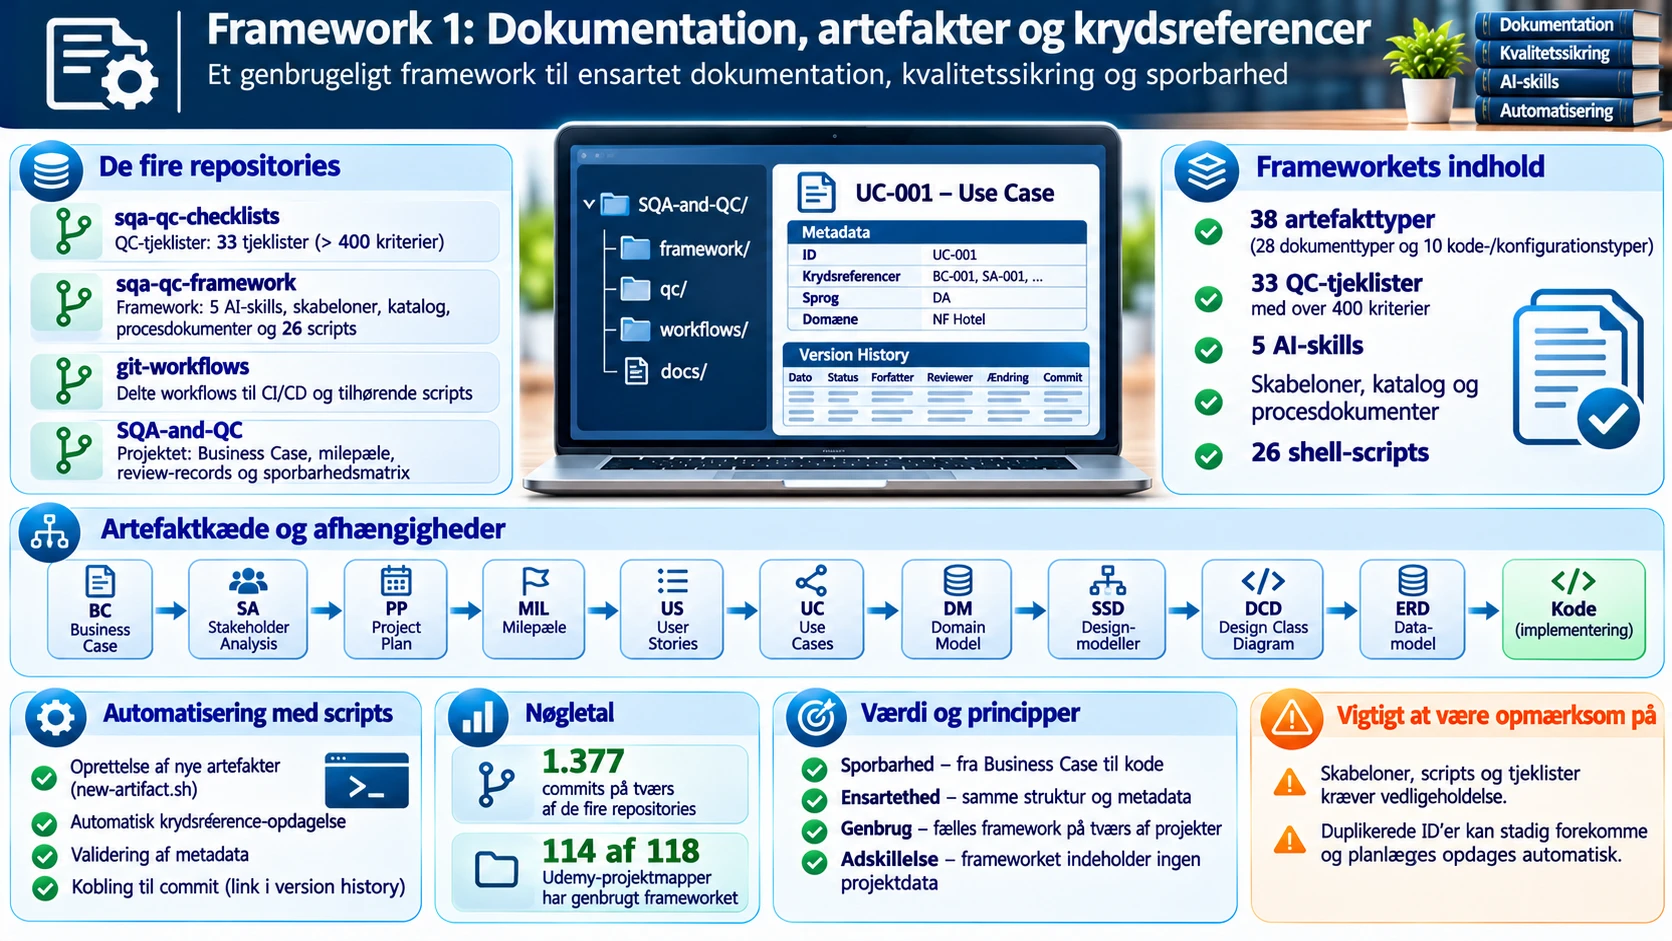 Framework 1: Dokumentation, artefakter og krydsreferencer
Et genbrugeligt framework til ensartet dokumentation, kvalitetssikring og sporbarhed
Dokumentation
Kvalitetssikring
AI-skills
Automatisering
De fire repositories
sqa-qc-checklists
QC-tjeklister: 33 tjeklister (> 400 kriterier)
sqa-qc-framework
Framework: 5 AI-skills, skabeloner, katalog,
procesdokumenter og 26 scripts
git-workflows
Delte workflows til CI/CD og tilhørende scripts
SQA-and-QC
Projektet: Business Case, milepæle,
review-records og sporbarhedsmatrix
SQA-and-QC/
framework/
qc/
workflows/
docs/
UC-001 – Use Case
Metadata
ID UC-001
Krydsreferencer BC-001, SA-001, ...
Sprog DA
Domæne NF Hotel
Version History
Dato Status Forfatter Reviewer Ændring Commit
Frameworkets indhold
38 artefakttyper
(28 dokumenttyper og 10 kode-/konfigurationstyper)
33 QC-tjeklister
med over 400 kriterier
5 AI-skills
Skabeloner, katalog og
procesdokumenter
26 shell-scripts
Artefaktkæde og afhængigheder
BC
Business
Case
SA
Stakeholder
Analysis
PP
Project
Plan
MIL
Milepæle
US
User
Stories
UC
Use
Cases
DM
Domain
Model
SSD
Design-
modeller
DCD
Design Class
Diagram
ERD
Data-
model
Kode
(implementering)
Automatisering med scripts
Oprettelse af nye artefakter
(new-artifact.sh)
Automatisk krydsreference-opdagelse
Validering af metadata
Kobling til commit (link i version history)
Nøgletal
1.377
commits på tværs
af de fire repositories
114 af 118
Udemy-projektmapper
har genbrugt frameworket
Værdi og principper
Sporbarhed – fra Business Case til kode
Ensartethed – samme struktur og metadata
Genbrug – fælles framework på tværs af projekter
Adskillelse – frameworket indeholder ingen
projektdata
Vigtigt at være opmærksom på
Skabeloner, scripts og tjeklister
kræver vedligeholdelse.
Duplikerede ID'er kan stadig forekomme
og planlæges opdages automatisk.